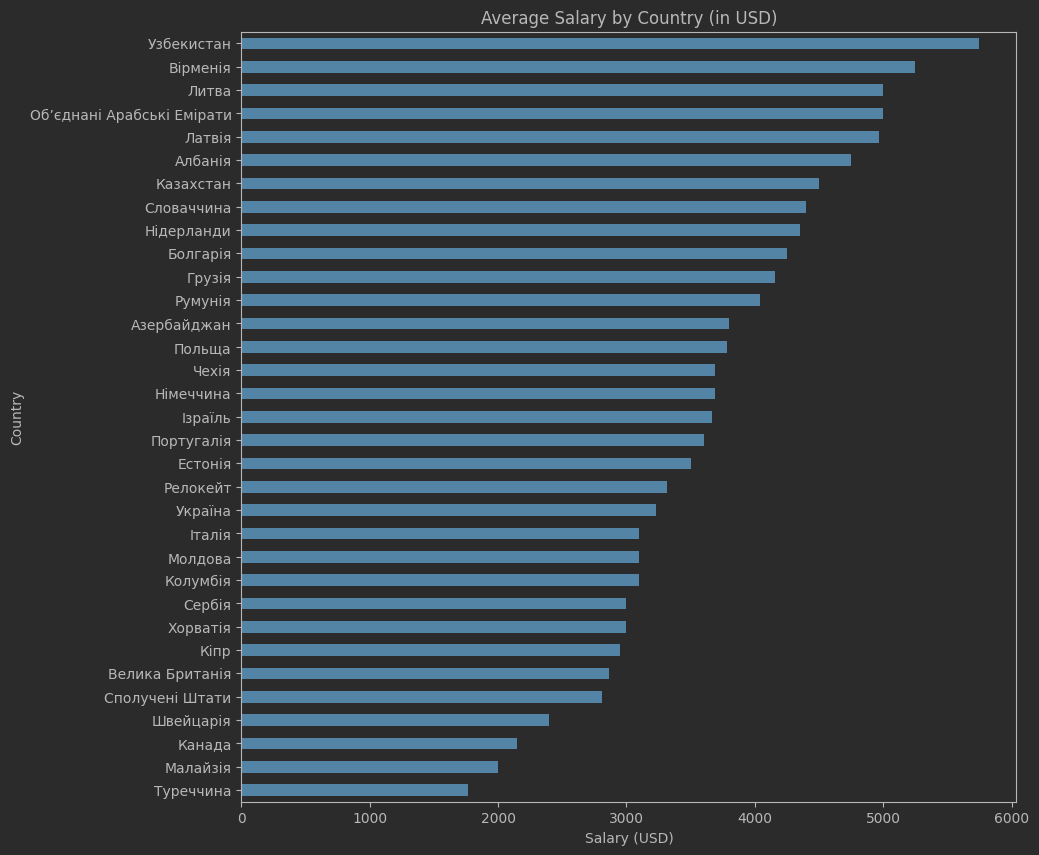 Average Salary by Country (in USD)
Узбекистан
Вірменія
Литва
Об’єднані Арабські Емірати
Латвія
Албанія
Казахстан
Словаччина
Нідерланди
Болгарія
Грузія
Румунія
Азербайджан
Польща
Чехія
Німеччина
Ізраїль
Португалія
Естонія
Релокейт
Україна
Італія
Молдова
Колумбія
Сербія
Хорватія
Кіпр
Велика Британія
Сполучені Штати
Швейцарія
Канада
Малайзія
Туреччина
Country
0 1000 2000 3000 4000 5000 6000
Salary (USD)